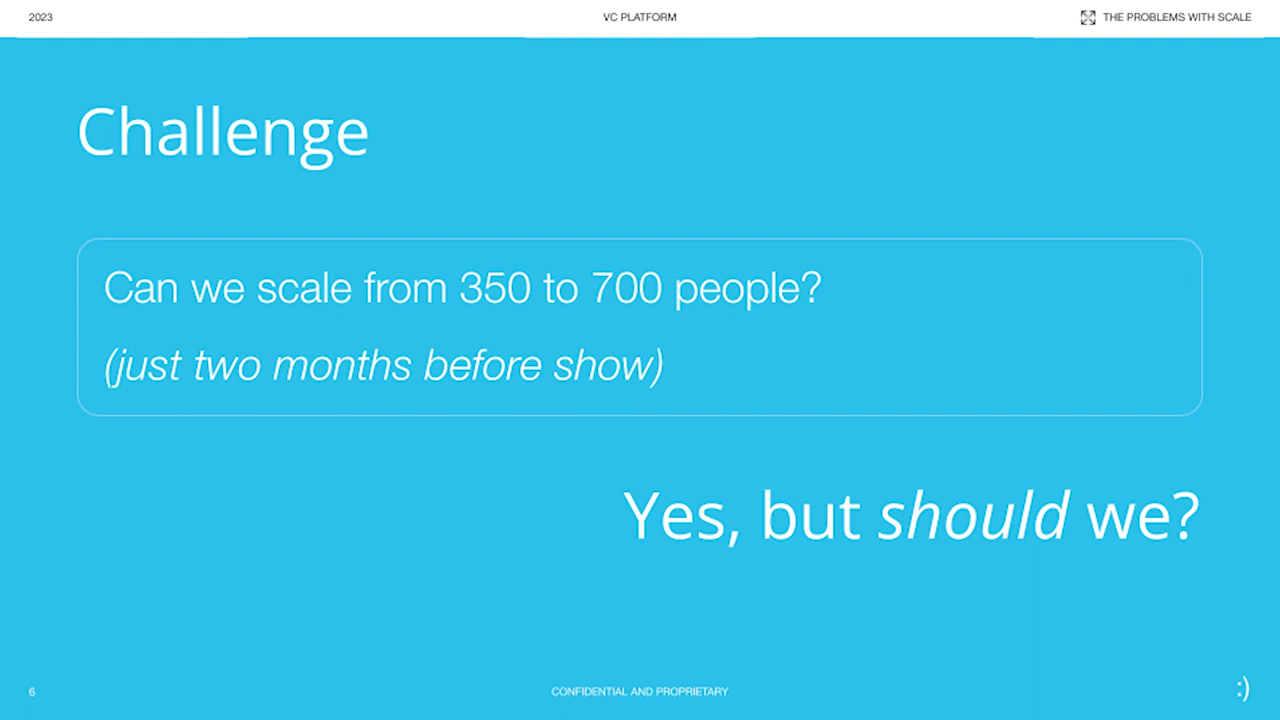 2023
VC PLATFORM
THE PROBLEMS WITH SCALE
Challenge
Can we scale from 350 to 700 people?
(just two months before show)
Yes, but should we?
6
CONFIDENTIAL AND PROPRIETARY
:)